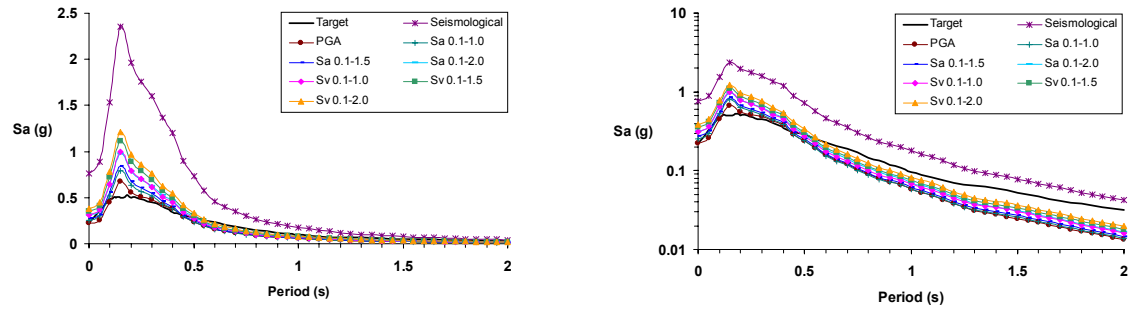 2.5
2
1.5
1
0.5
0
Sa (g)
0
0.5
1
1.5
2
Period (s)
Target
Seismological
PGA
Sa 0.1-1.0
Sa 0.1-1.5
Sa 0.1-2.0
Sv 0.1-1.0
Sv 0.1-1.5
Sv 0.1-2.0
10
1
0.1
0.01
Sa (g)
0
0.5
1
1.5
2
Period (s)
Target
Seismological
PGA
Sa 0.1-1.0
Sa 0.1-1.5
Sa 0.1-2.0
Sv 0.1-1.0
Sv 0.1-1.5
Sv 0.1-2.0